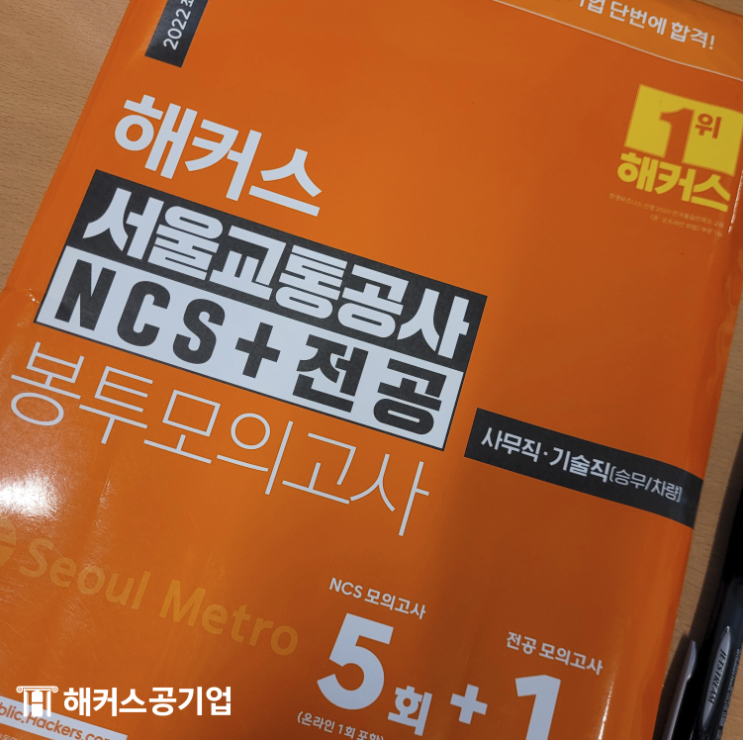 2022
단번에 합격!
1위
해커스
해커스
서울교통공사
NCS+전공
봉투모의고사
사무직·기술직(승무/차량)
Seoul Metro
NCS 모의고사
5회
(온라인 1회 포함)
+
전공 모의고사
1
해커스공기업
JETSTREAM